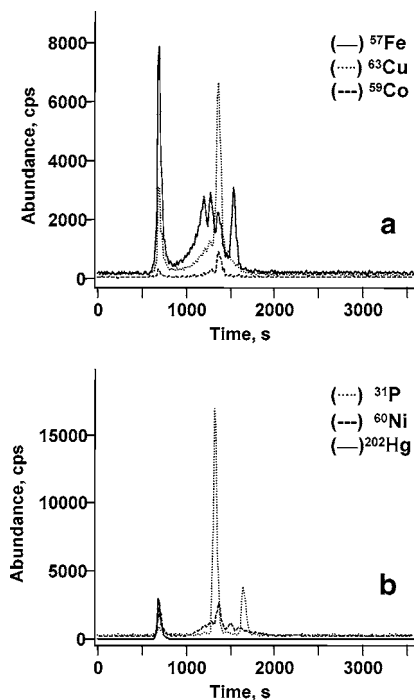 8000
6000
4000
2000
0
Abundance, cps
(—) ⁵⁷Fe
(····) ⁶³Cu
(---) ⁵⁹Co
a
0 1000 2000 3000
Time, s
15000
10000
5000
0
Abundance, cps
(····) ³¹P
(---) ⁶⁰Ni
(—) ²⁰²Hg
b
0 1000 2000 3000
Time, s